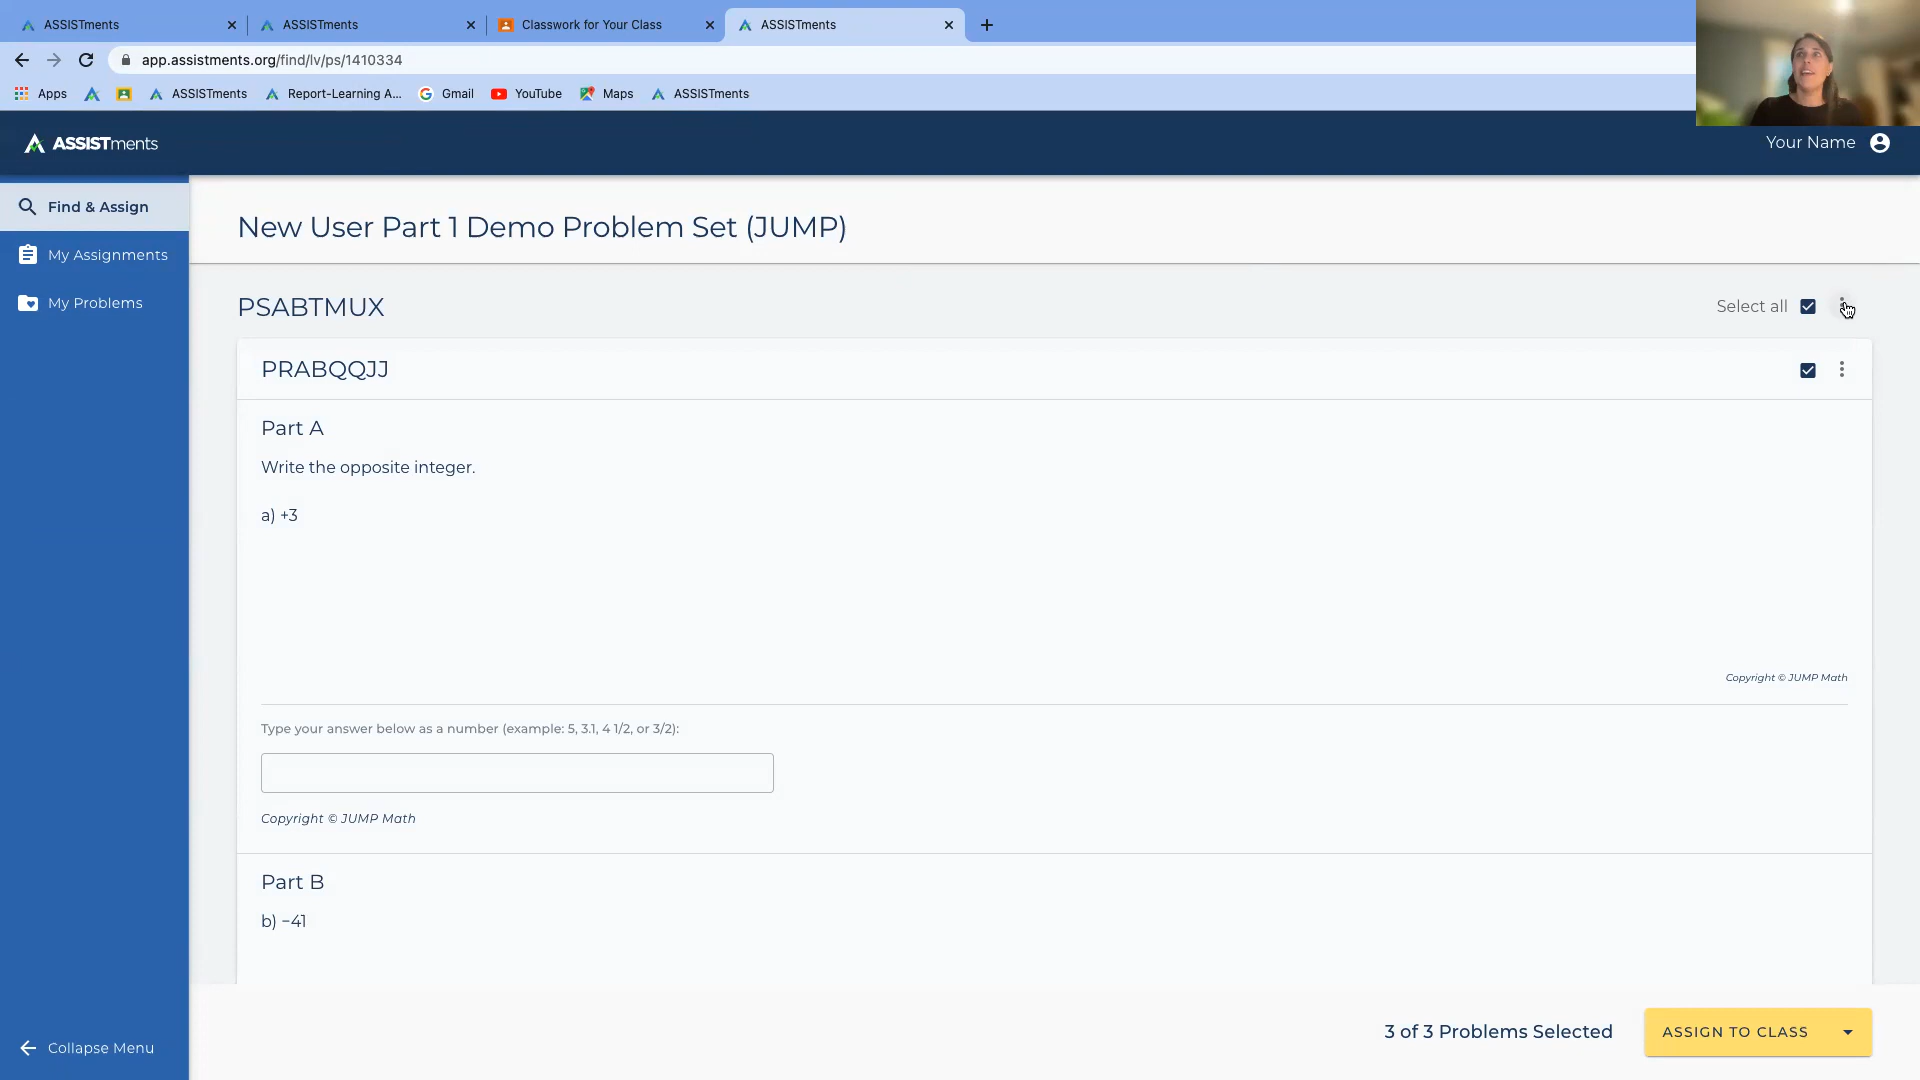 ASSISTments
ASSISTments
Classwork for Your Class
ASSISTments
app.assistments.org/find/lv/ps/1410334
Apps
ASSISTments
Report-Learning A...
Gmail
YouTube
Maps
ASSISTments
ASSISTments
Your Name
Find & Assign
My Assignments
My Problems
Collapse Menu
New User Part 1 Demo Problem Set (JUMP)
PSABTMUX
Select all
PRABQQJJ
Part A
Write the opposite integer.
a) +3
Copyright © JUMP Math
Type your answer below as a number (example: 5, 3.1, 4 1/2, or 3/2):
Copyright © JUMP Math
Part B
b) −41
3 of 3 Problems Selected
ASSIGN TO CLASS